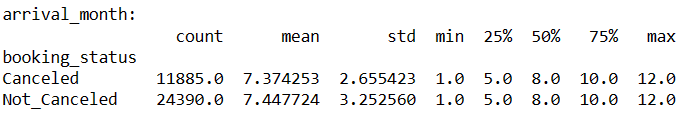 arrival_month:
count mean std min 25% 50% 75% max
booking_status
Canceled 11885.0 7.374253 2.655423 1.0 5.0 8.0 10.0 12.0
Not_Canceled 24390.0 7.447724 3.252560 1.0 5.0 8.0 10.0 12.0